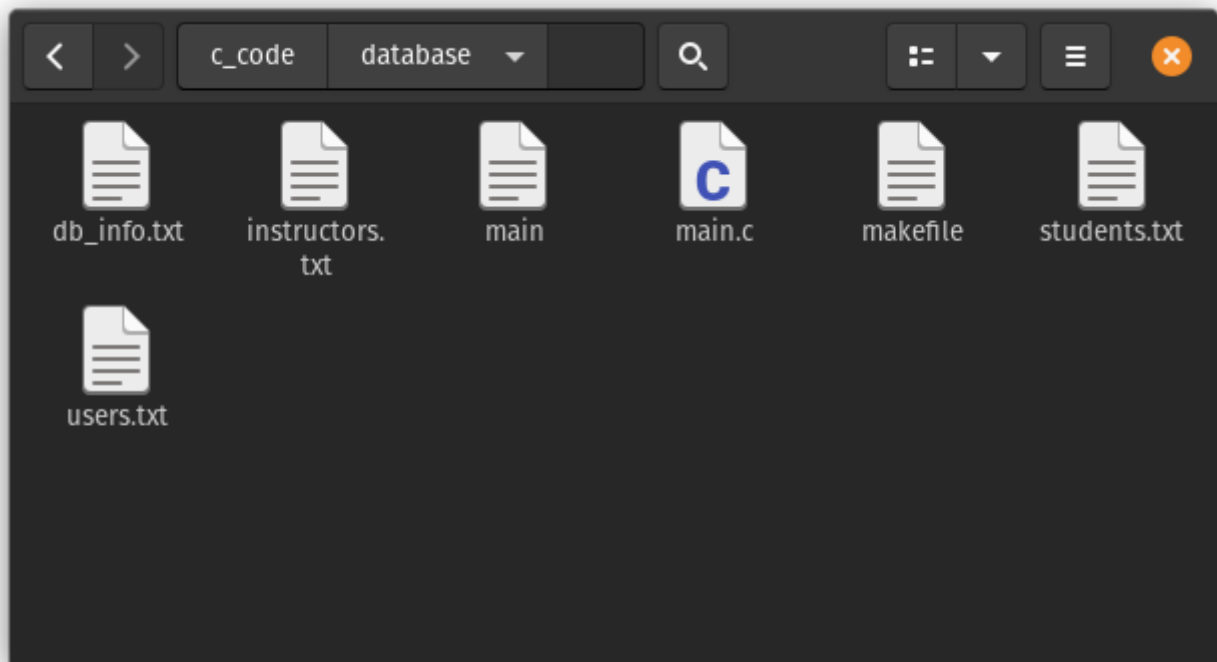 c_code database
db_info.txt instructors. main main.c makefile students.txt
txt
users.txt